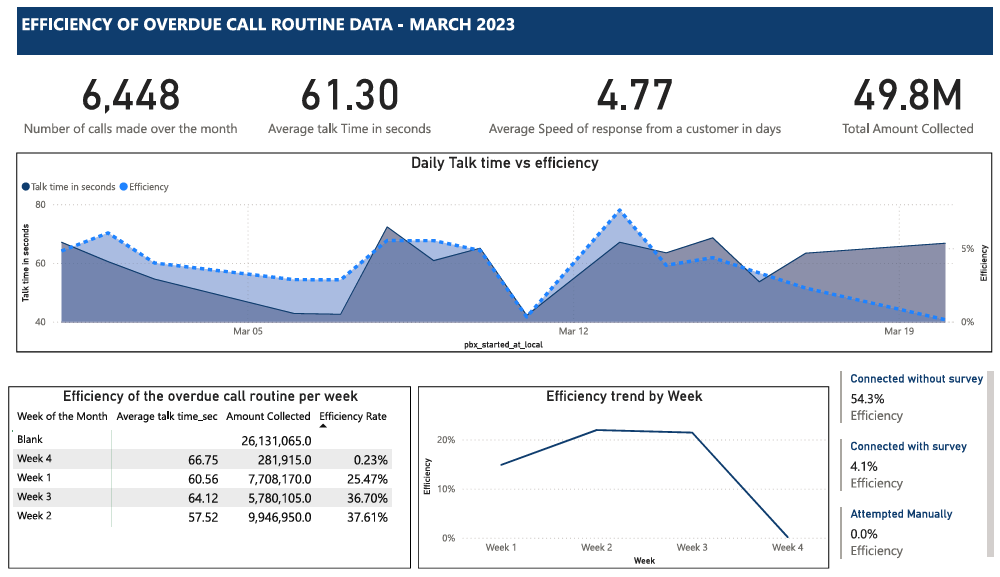 EFFICIENCY OF OVERDUE CALL ROUTINE DATA - MARCH 2023
6,448
Number of calls made over the month
61.30
Average talk Time in seconds
4.77
Average Speed of response from a customer in days
49.8M
Total Amount Collected
Daily Talk time vs efficiency
Talk time in seconds Efficiency
Talk time in seconds
80
60
40
5%
0%
Efficiency
Mar 05 Mar 12 Mar 19
pbx_started_at_local
Efficiency of the overdue call routine per week
Week of the Month Average talk time_sec Amount Collected Efficiency Rate
Blank 26,131,065.0
Week 4 66.75 281,915.0 0.23%
Week 1 60.56 7,708,170.0 25.47%
Week 3 64.12 5,780,105.0 36.70%
Week 2 57.52 9,946,950.0 37.61%
Efficiency trend by Week
Efficiency
20%
10%
0%
Week 1 Week 2 Week 3 Week 4
Week
Connected without survey
54.3%
Efficiency
Connected with survey
4.1%
Efficiency
Attempted Manually
0.0%
Efficiency